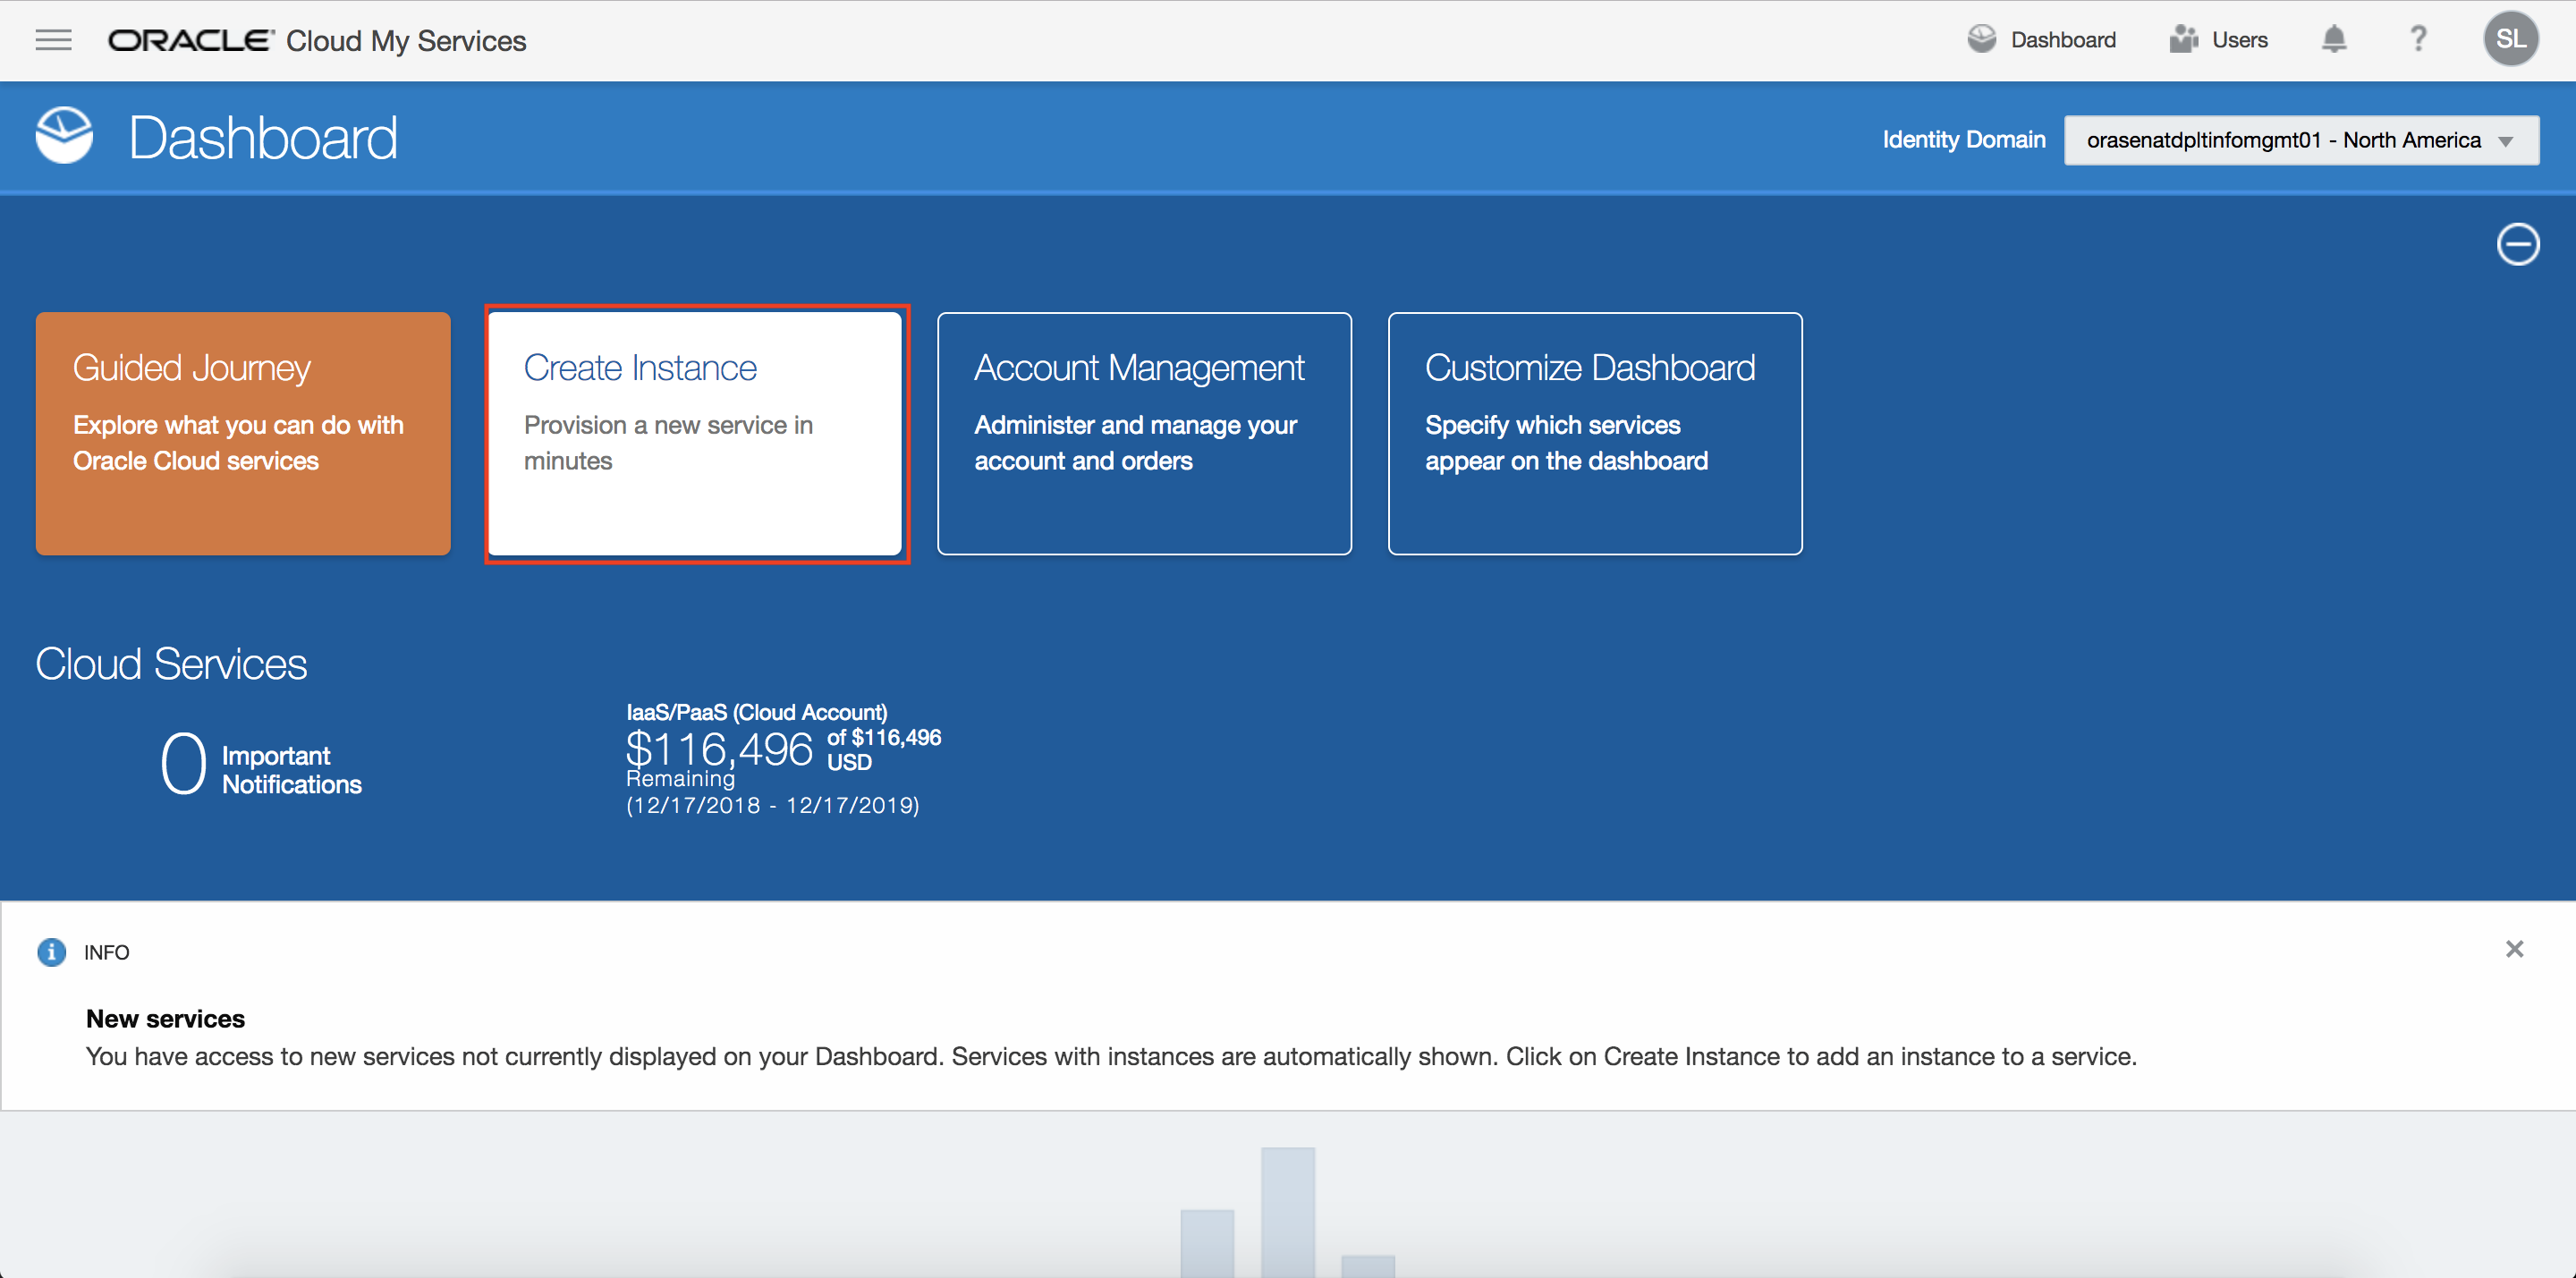 ORACLE Cloud My Services
Dashboard
Users
?
SL
Dashboard
Identity Domain
orasenatdpltinfomgmt01 - North America
Guided Journey
Explore what you can do with
Oracle Cloud services
Create Instance
Provision a new service in
minutes
Account Management
Administer and manage your
account and orders
Customize Dashboard
Specify which services
appear on the dashboard
Cloud Services
0 Important
Notifications
IaaS/PaaS (Cloud Account)
$116,496 of $116,496
USD
Remaining
(12/17/2018 - 12/17/2019)
INFO
New services
You have access to new services not currently displayed on your Dashboard. Services with instances are automatically shown. Click on Create Instance to add an instance to a service.